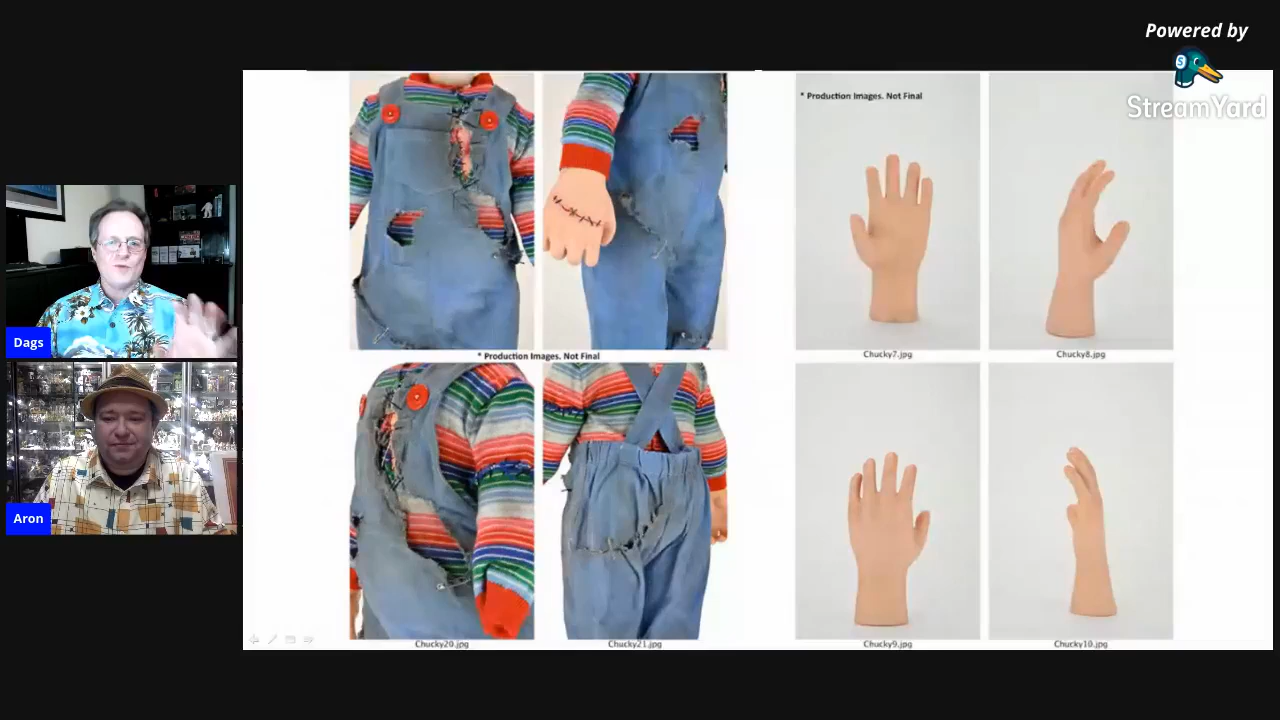 Powered by
StreamYard
* Production Images. Not Final
Chucky7.jpg
Chucky8.jpg
* Production Images. Not Final
Chucky20.jpg
Chucky21.jpg
Chucky9.jpg
Chucky10.jpg
Dags
Aron